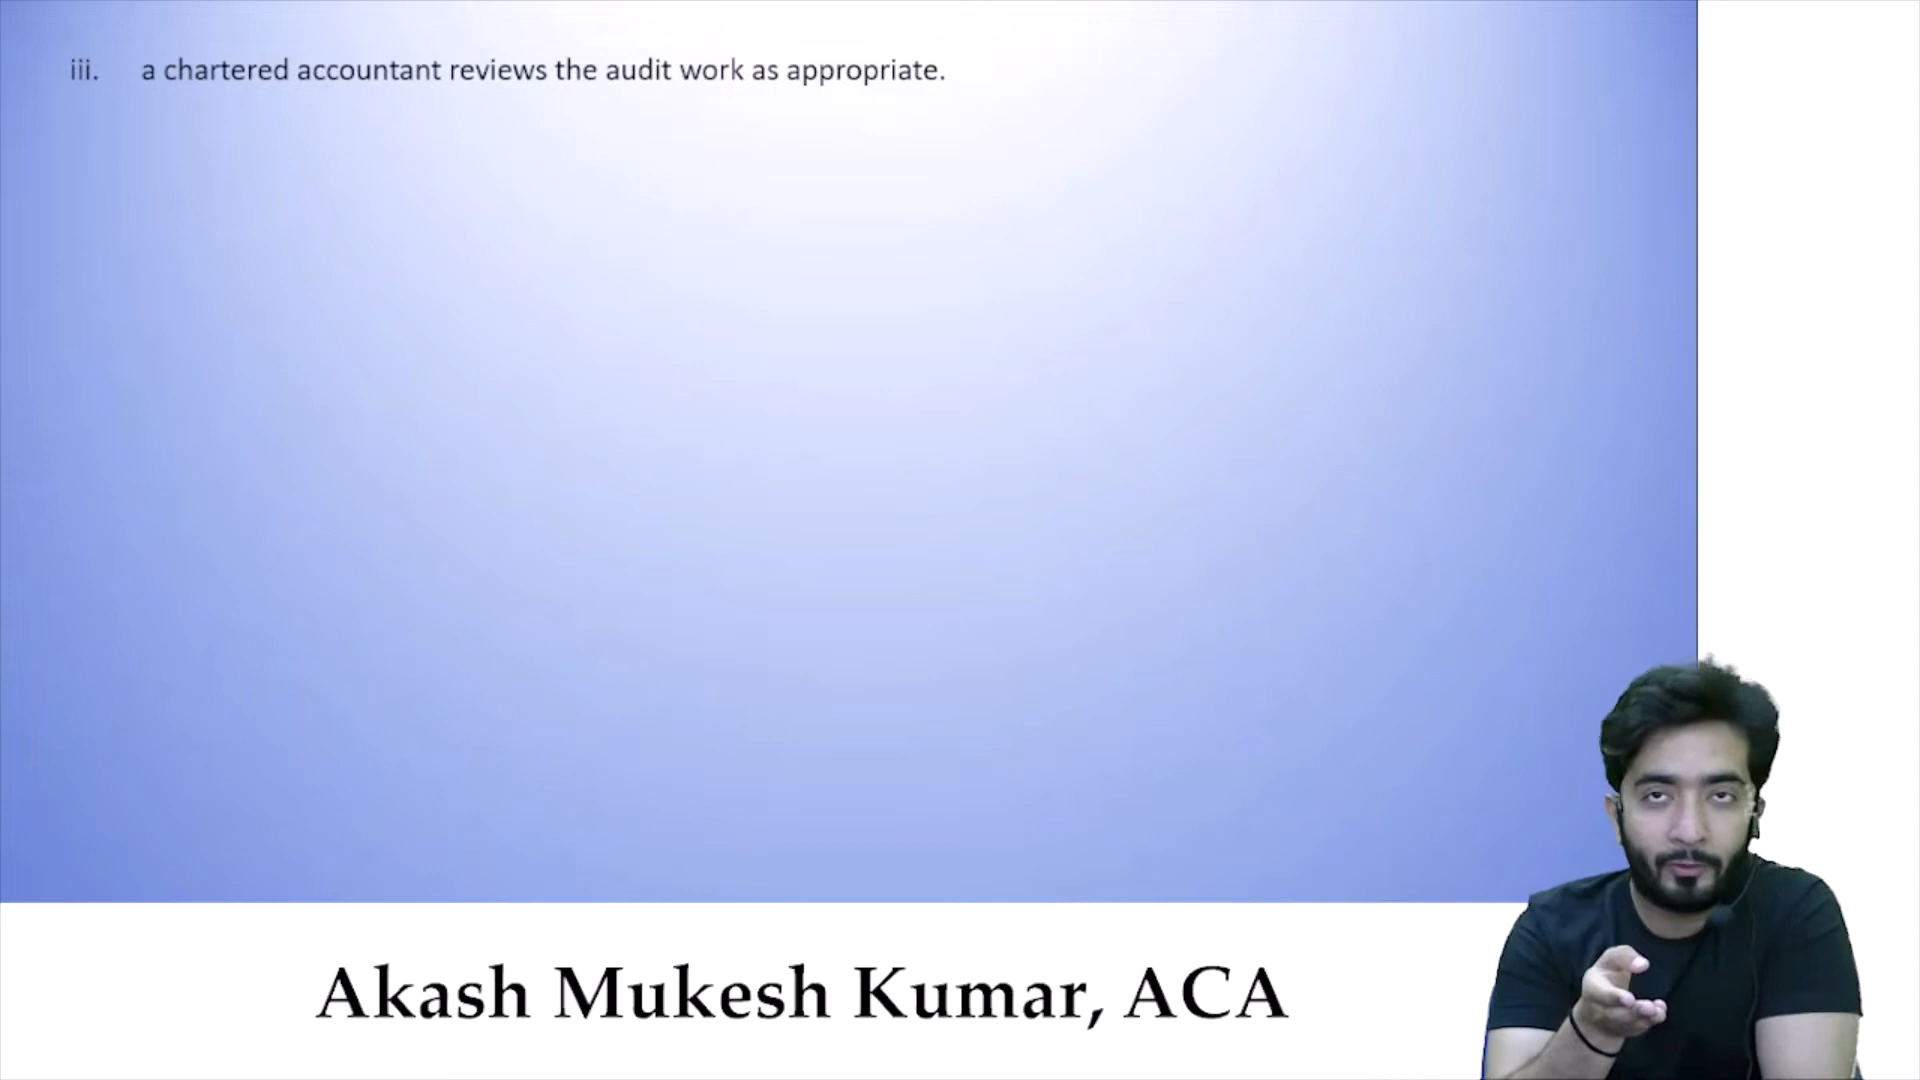 iii. a chartered accountant reviews the audit work as appropriate.
Akash Mukesh Kumar, ACA